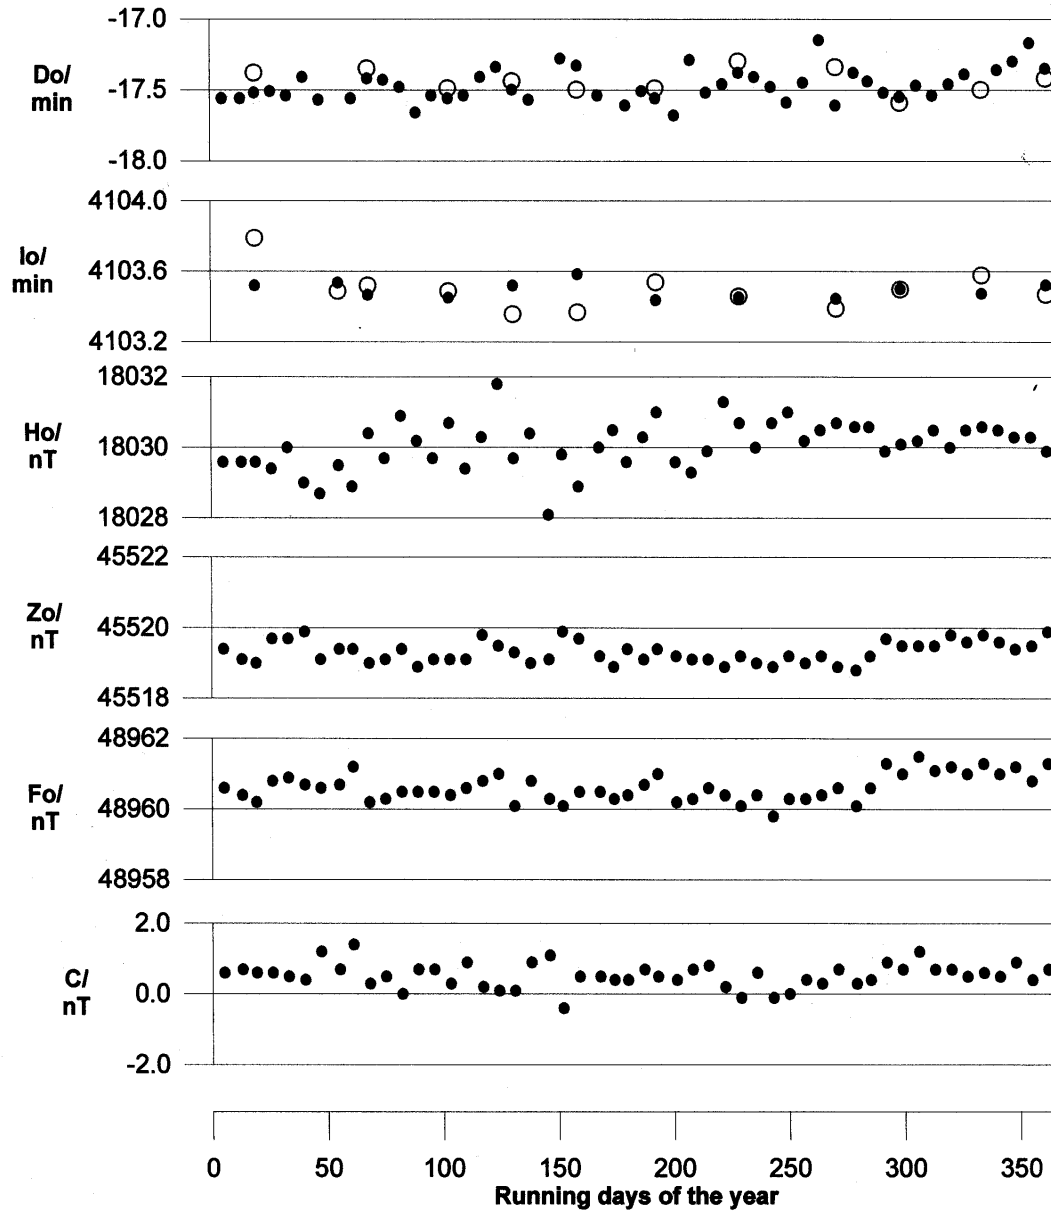 -17.0
Do/
min
-17.5
-18.0
4104.0
Io/
min
4103.6
4103.2
18032
Ho/
nT
18030
18028
45522
Zo/
nT
45520
45518
48962
Fo/
nT
48960
48958
2.0
C/
nT
0.0
-2.0
0 50 100 150 200 250 300 350
Running days of the year